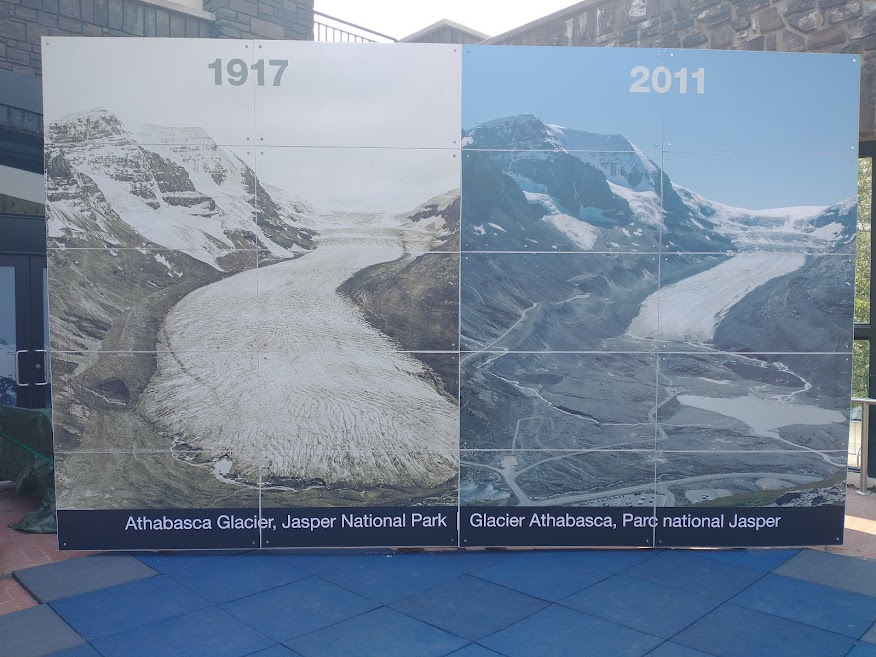 1917
2011
Athabasca Glacier, Jasper National Park | Glacier Athabasca, Parc national Jasper